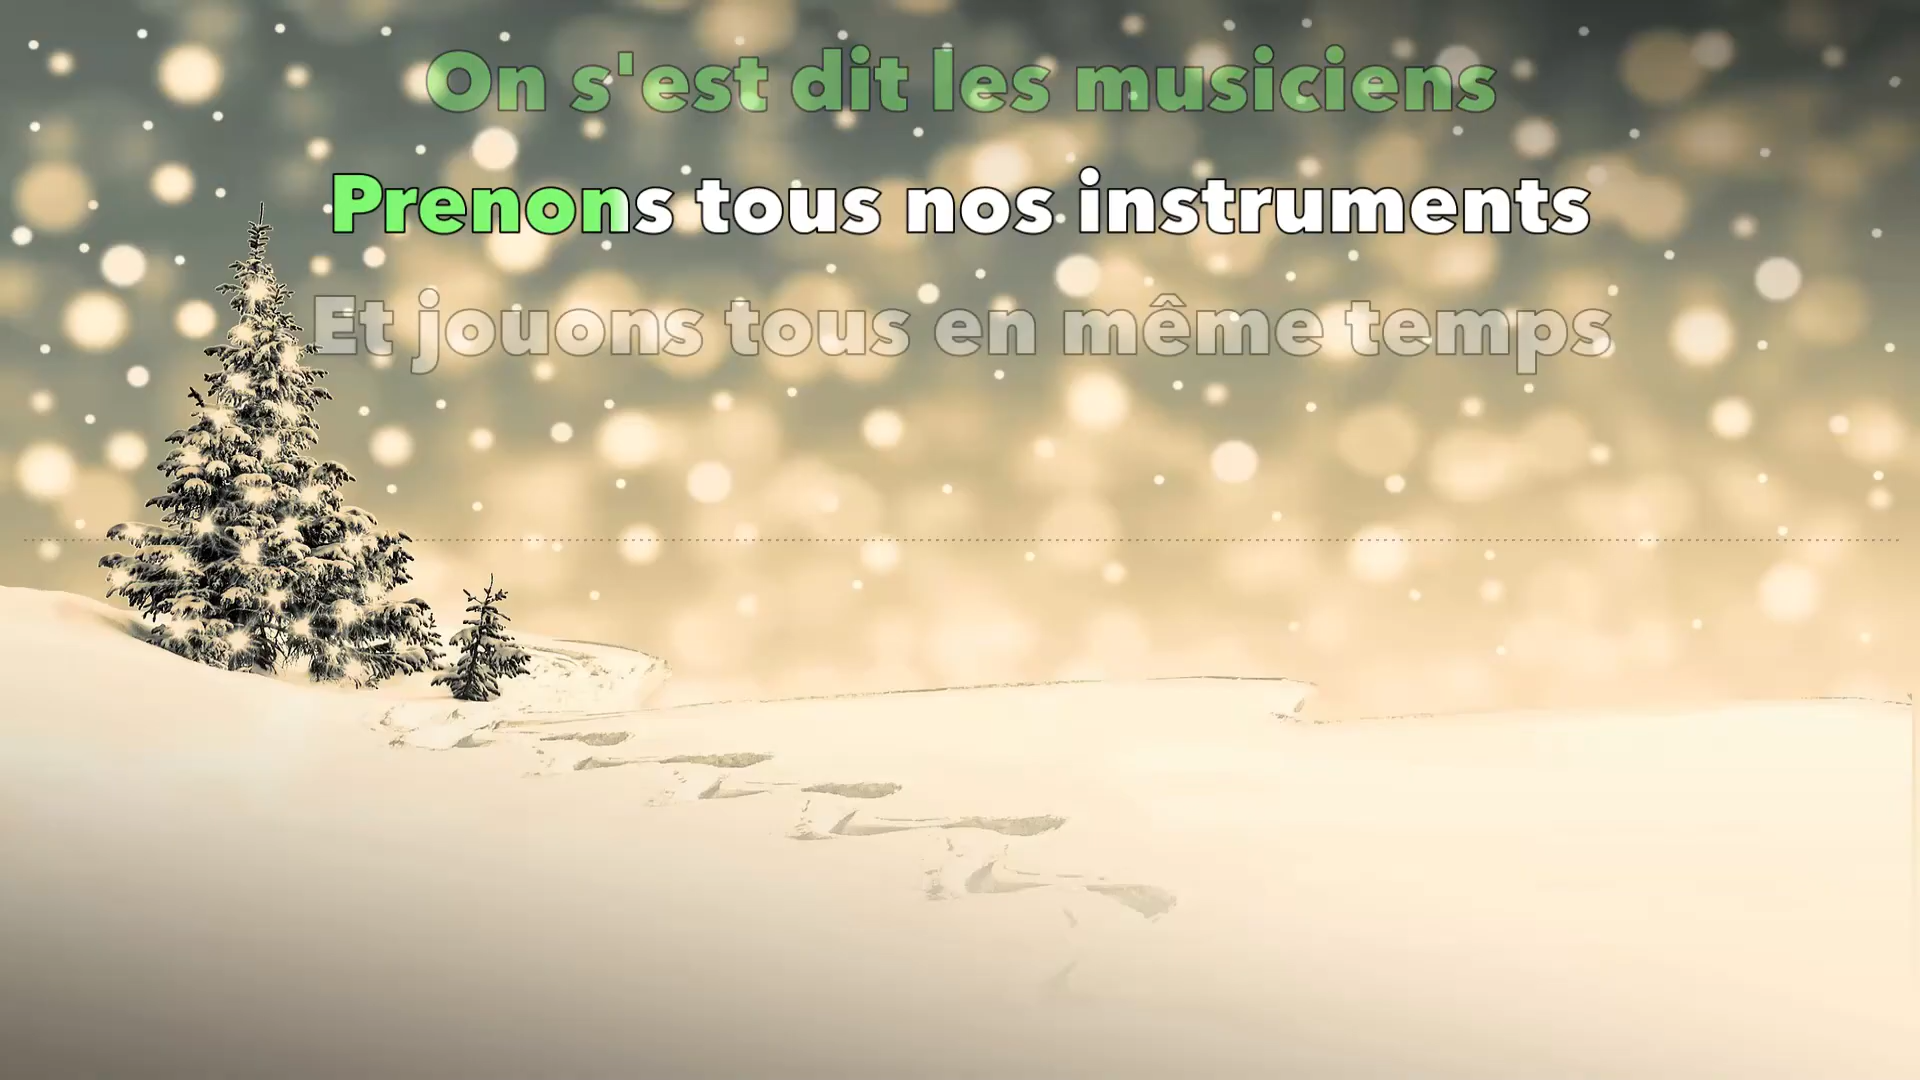 On s'est dit les musiciens
Prenons tous nos instruments
Et jouons tous en même temps